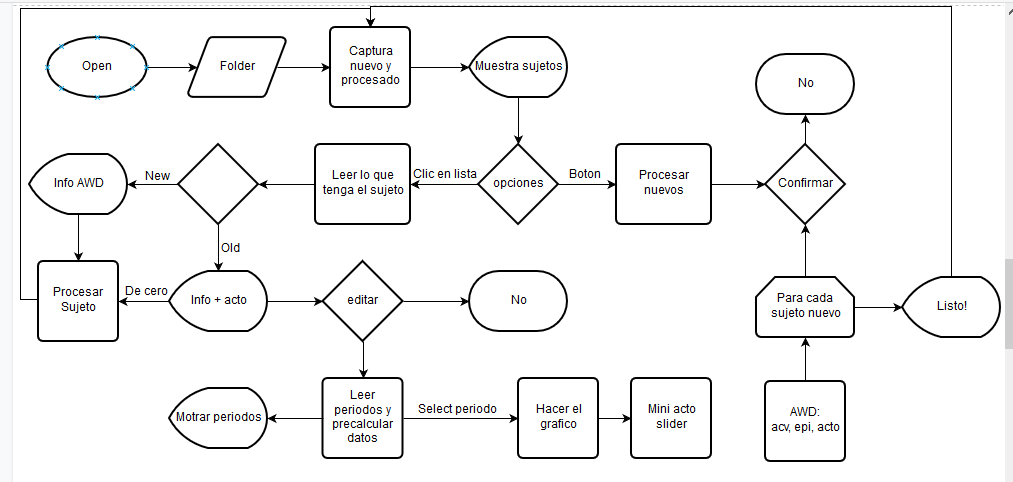 Open
Folder
Captura
nuevo y
procesado
Muestra sujetos
No
Info AWD
New
Leer lo que
tenga el sujeto
Clic en lista
opciones
Boton
Procesar
nuevos
Confirmar
Old
Procesar
Sujeto
De cero
Info + acto
editar
No
Para cada
sujeto nuevo
Listo!
Motrar periodos
Leer
periodos y
precalcular
datos
Select periodo
Hacer el
grafico
Mini acto
slider
AWD:
acv, epi, acto